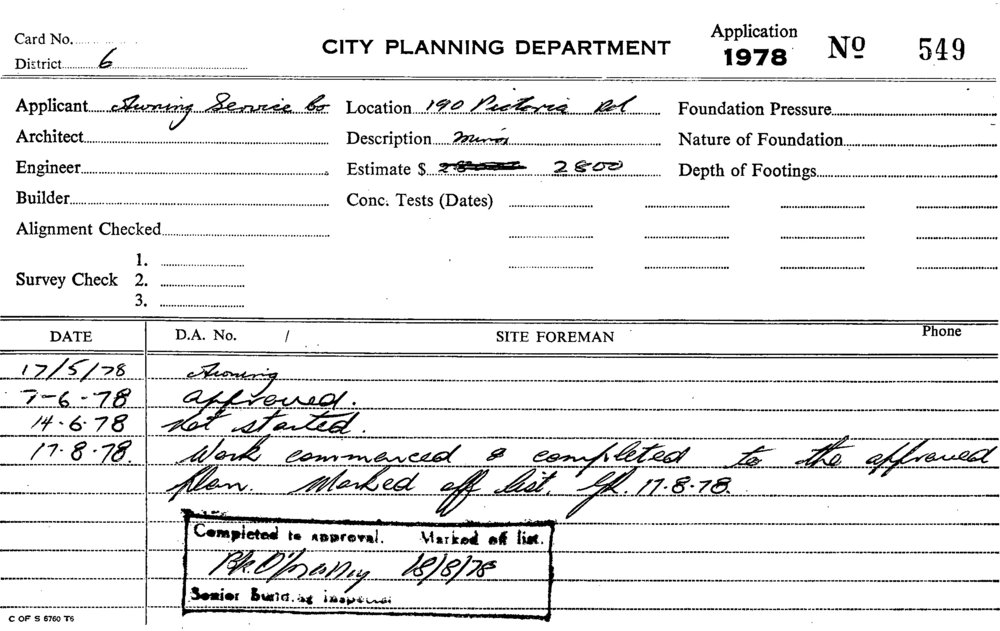 Card No.
District 6
CITY PLANNING DEPARTMENT
Application 1978 No 549
Applicant Awning Service Co Location 190 Victoria Rd Foundation Pressure
Architect Description minor Nature of Foundation
Engineer Estimate $ 2800 Depth of Footings
Builder Conc. Tests (Dates)
Alignment Checked
Survey Check 1.
2.
3.
DATE D.A. No. / SITE FOREMAN Phone
17/5/78 Awning
7-6-78 approved.
14.6.78 not started.
17.8.78. Work commenced & completed to the approved
plan. Marked off list. 17.8.78.
Completed to approval. Marked off list.
18/8/78
Senior Building Inspector
C OF S 6760 T6